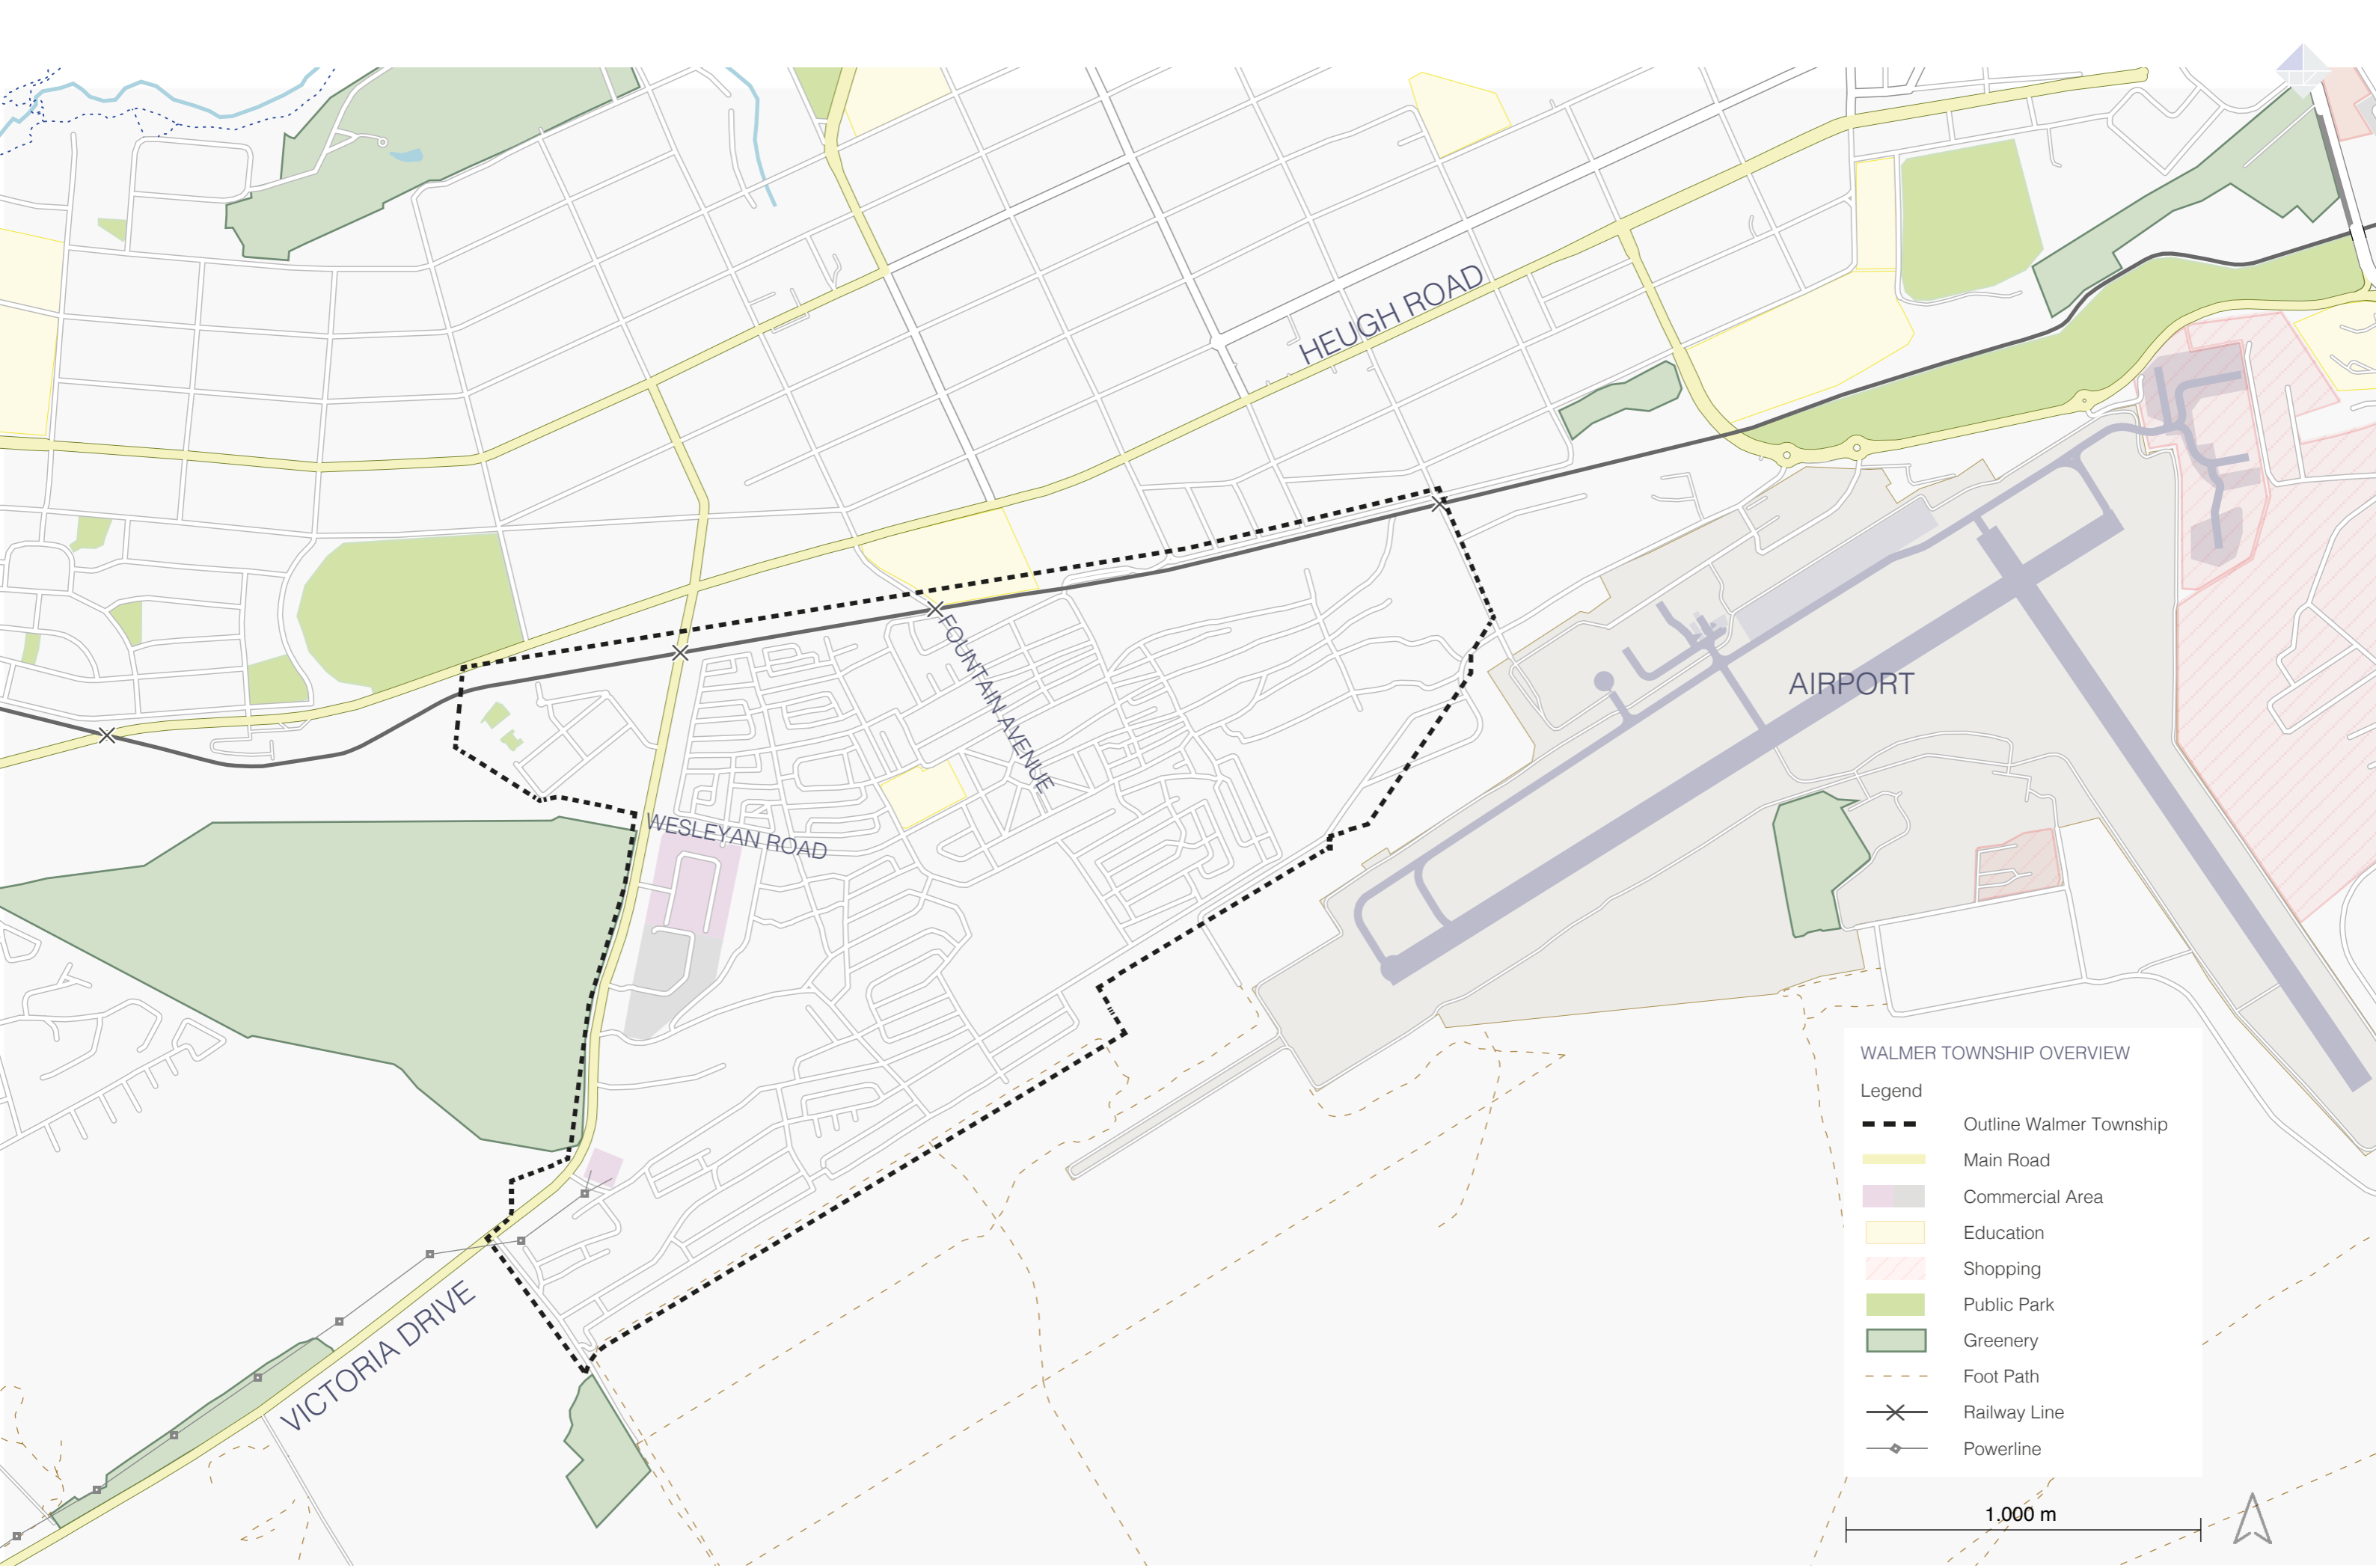 HEUGH ROAD
FOUNTAIN AVENUE
AIRPORT
WESLEYAN ROAD
VICTORIA DRIVE
WALMER TOWNSHIP OVERVIEW
Legend
Outline Walmer Township
Main Road
Commercial Area
Education
Shopping
Public Park
Greenery
Foot Path
Railway Line
Powerline
1.000 m